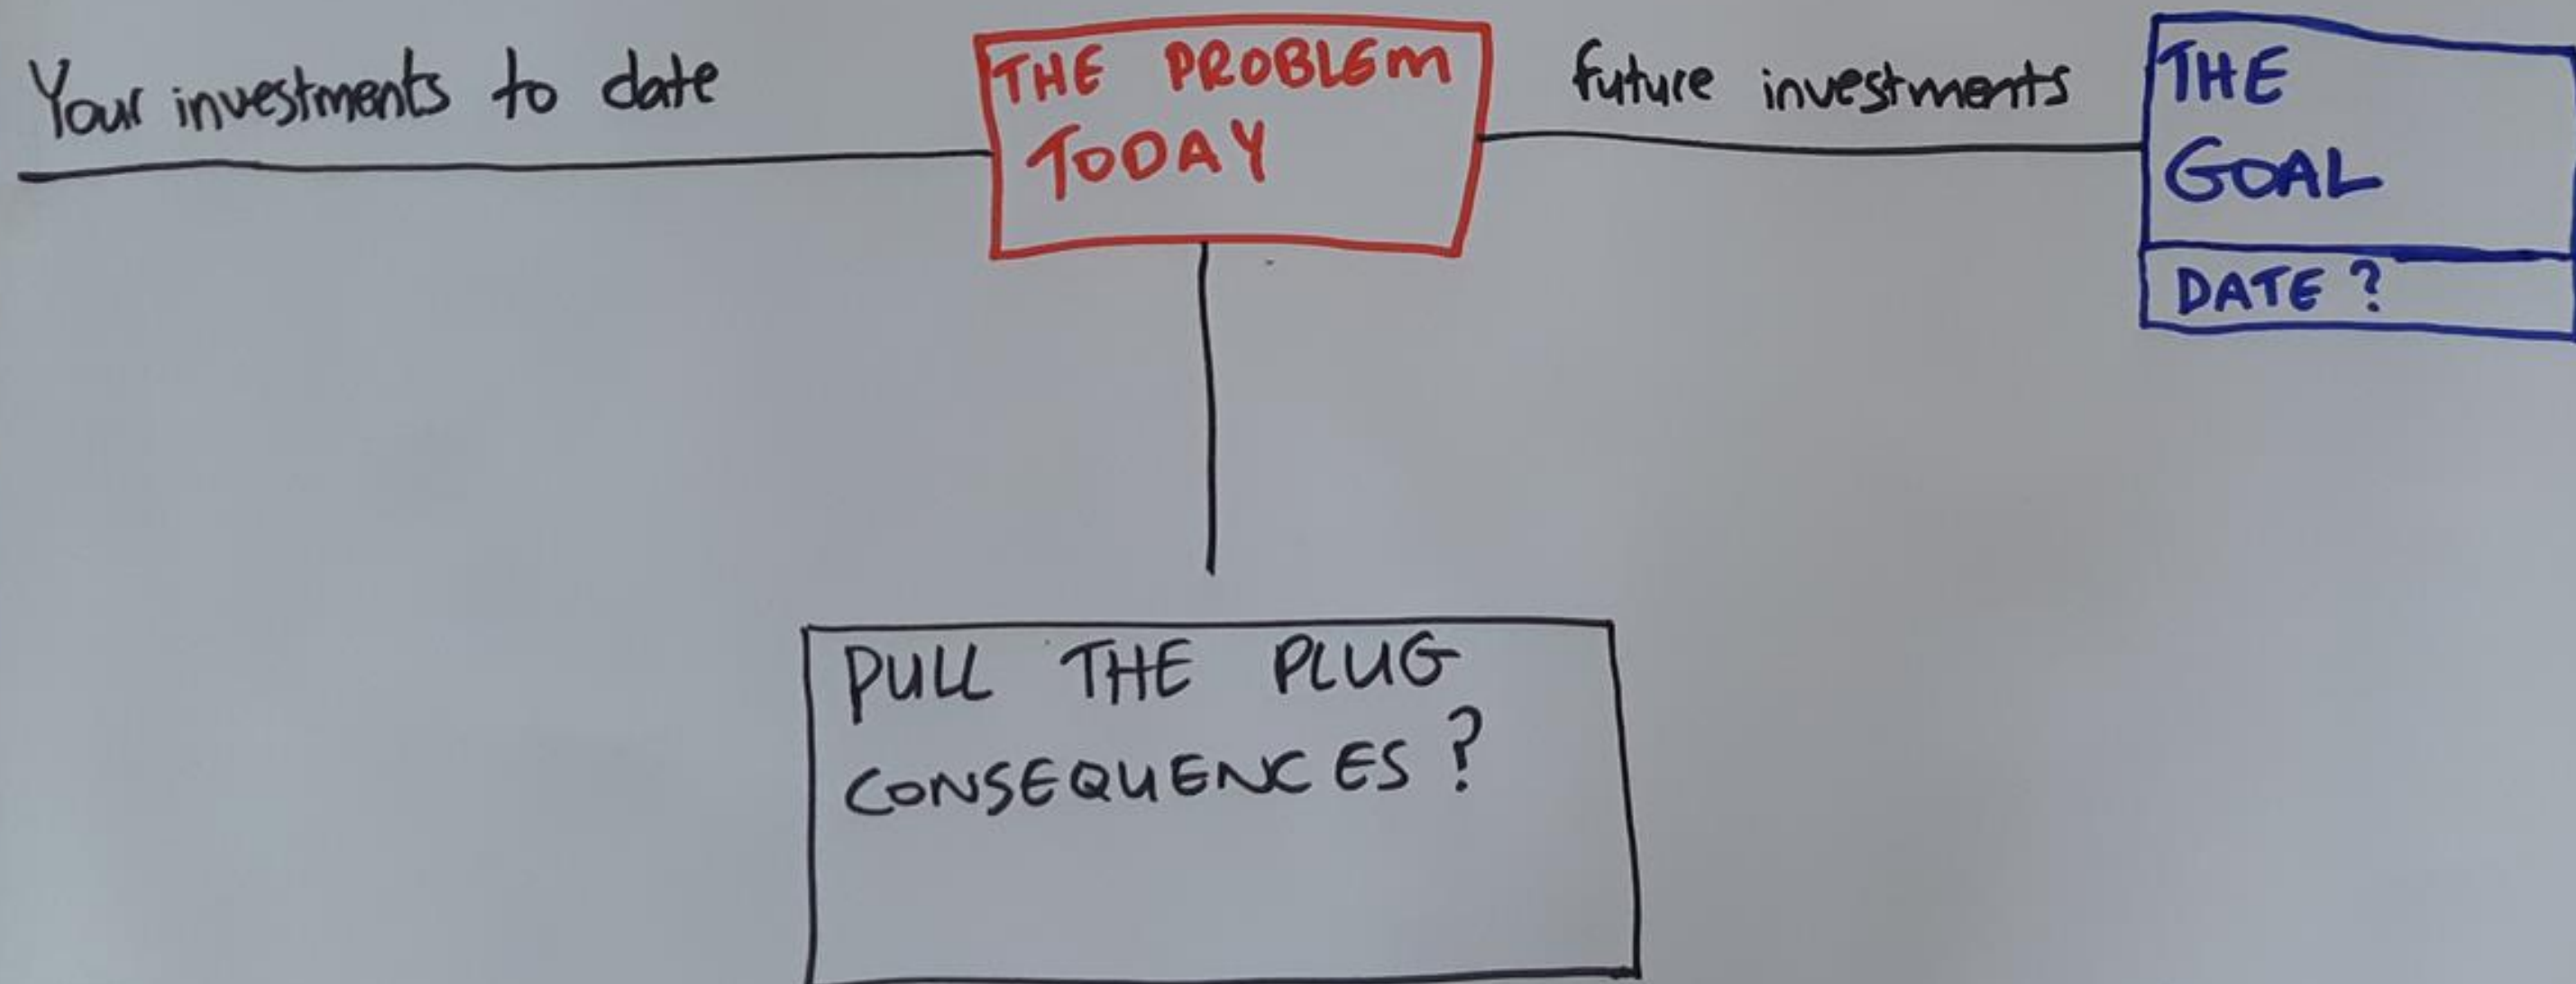 Your investments to date
THE PROBLEM
TODAY
future investments
THE
GOAL
DATE ?
PULL THE PLUG
CONSEQUENCES ?